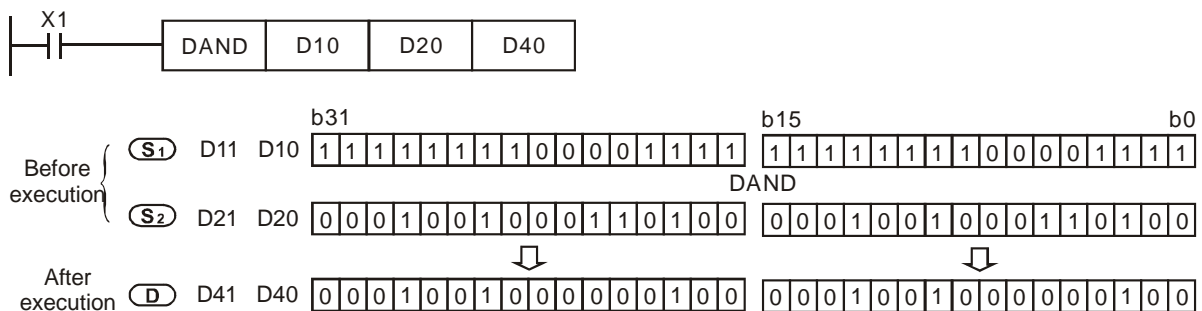 X1
DAND D10 D20 D40
b31 b15 b0
Before execution
S1 D11 D10 1 1 1 1 1 1 1 1 0 0 0 0 1 1 1 1 1 1 1 1 1 1 1 1 0 0 0 0 1 1 1 1
DAND
S2 D21 D20 0 0 0 1 0 0 1 0 0 0 1 1 0 1 0 0 0 0 0 1 0 0 1 0 0 0 1 1 0 1 0 0
After execution
D D41 D40 0 0 0 1 0 0 1 0 0 0 0 0 0 1 0 0 0 0 0 1 0 0 1 0 0 0 0 0 0 1 0 0